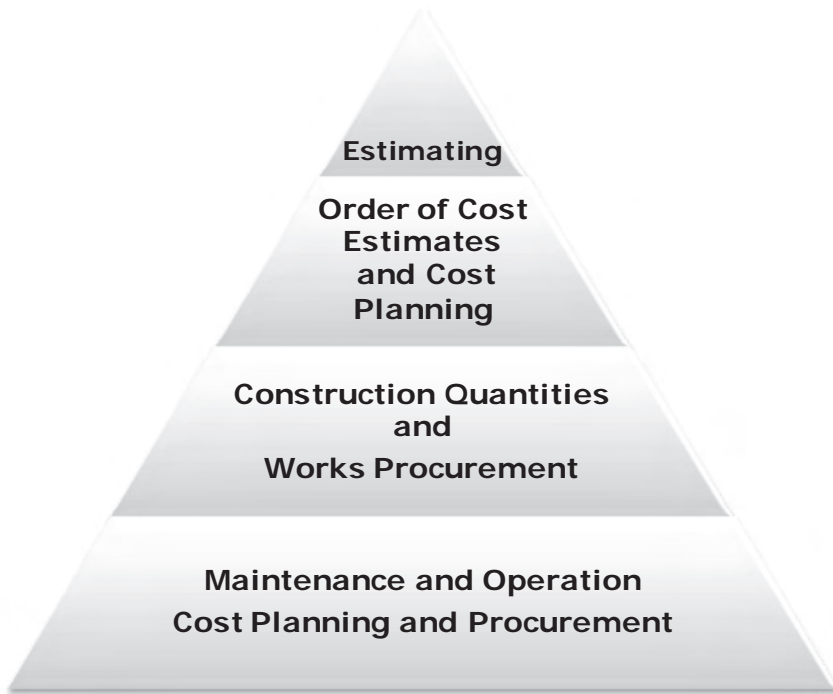 Estimating
Order of Cost
Estimates
and Cost
Planning
Construction Quantities
and
Works Procurement
Maintenance and Operation
Cost Planning and Procurement